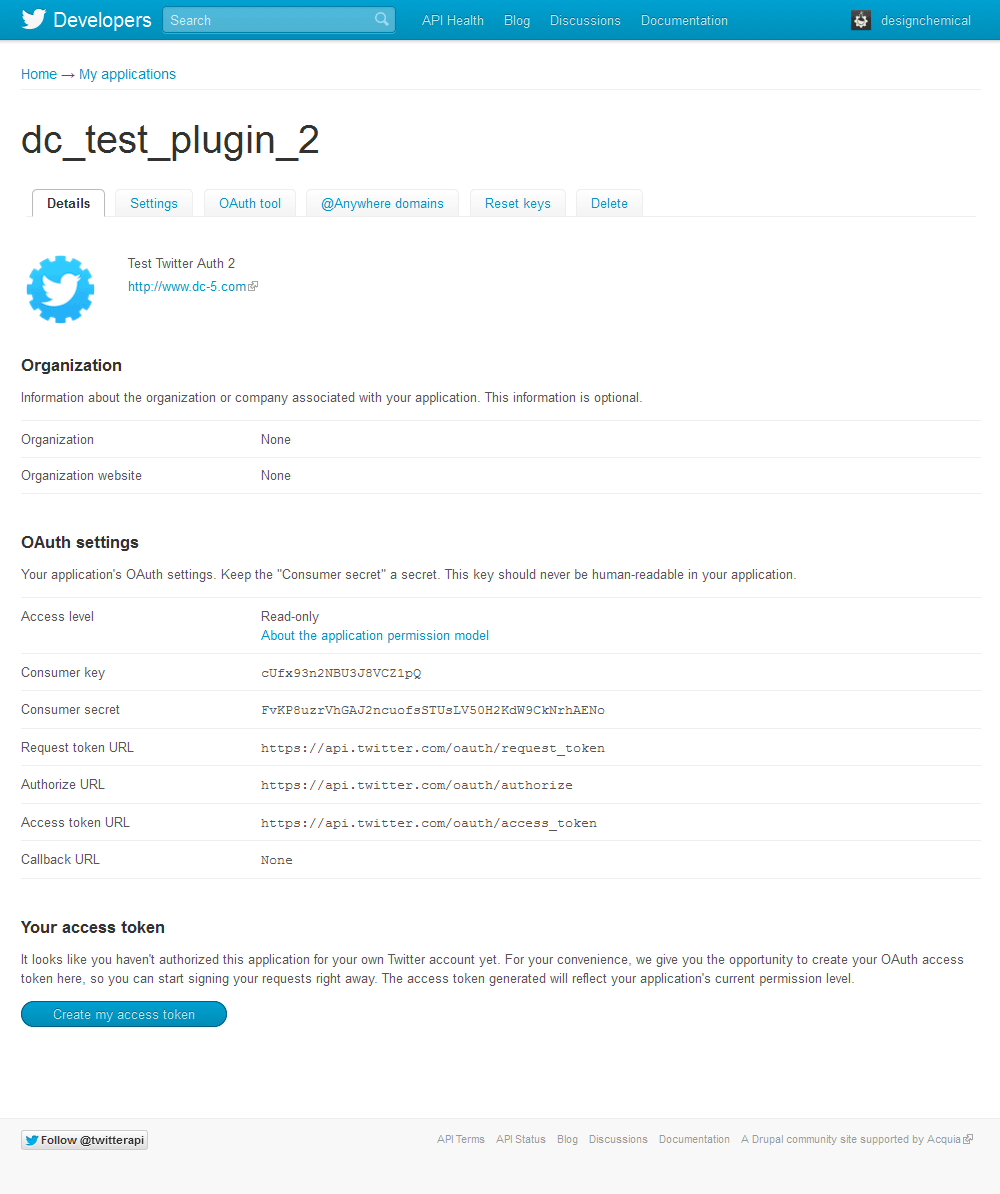 Developers Search API Health Blog Discussions Documentation designchemical
Home → My applications
dc_test_plugin_2
Details Settings OAuth tool @Anywhere domains Reset keys Delete
Test Twitter Auth 2
http://www.dc-5.com
Organization
Information about the organization or company associated with your application. This information is optional.
Organization None
Organization website None
OAuth settings
Your application's OAuth settings. Keep the "Consumer secret" a secret. This key should never be human-readable in your application.
Access level Read-only
About the application permission model
Consumer key cUfx93n2NBU3J8VCZ1pQ
Consumer secret FvKP8uzrVhGAJ2ncuofsSTUsLV50H2KdW9CkNrhAENo
Request token URL https://api.twitter.com/oauth/request_token
Authorize URL https://api.twitter.com/oauth/authorize
Access token URL https://api.twitter.com/oauth/access_token
Callback URL None
Your access token
It looks like you haven't authorized this application for your own Twitter account yet. For your convenience, we give you the opportunity to create your OAuth access
token here, so you can start signing your requests right away. The access token generated will reflect your application's current permission level.
Create my access token
Follow @twitterapi API Terms API Status Blog Discussions Documentation A Drupal community site supported by Acquia